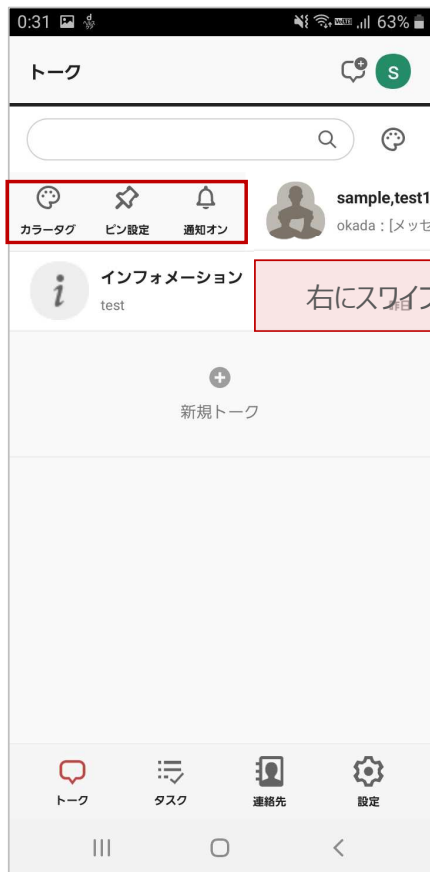 0:31 63%
トーク
S
sample,test1
okada : [メッセ
カラータグ ピン設定 通知オン
インフォメーション
test
右にスワイプ
新規トーク
トーク タスク 連絡先 設定